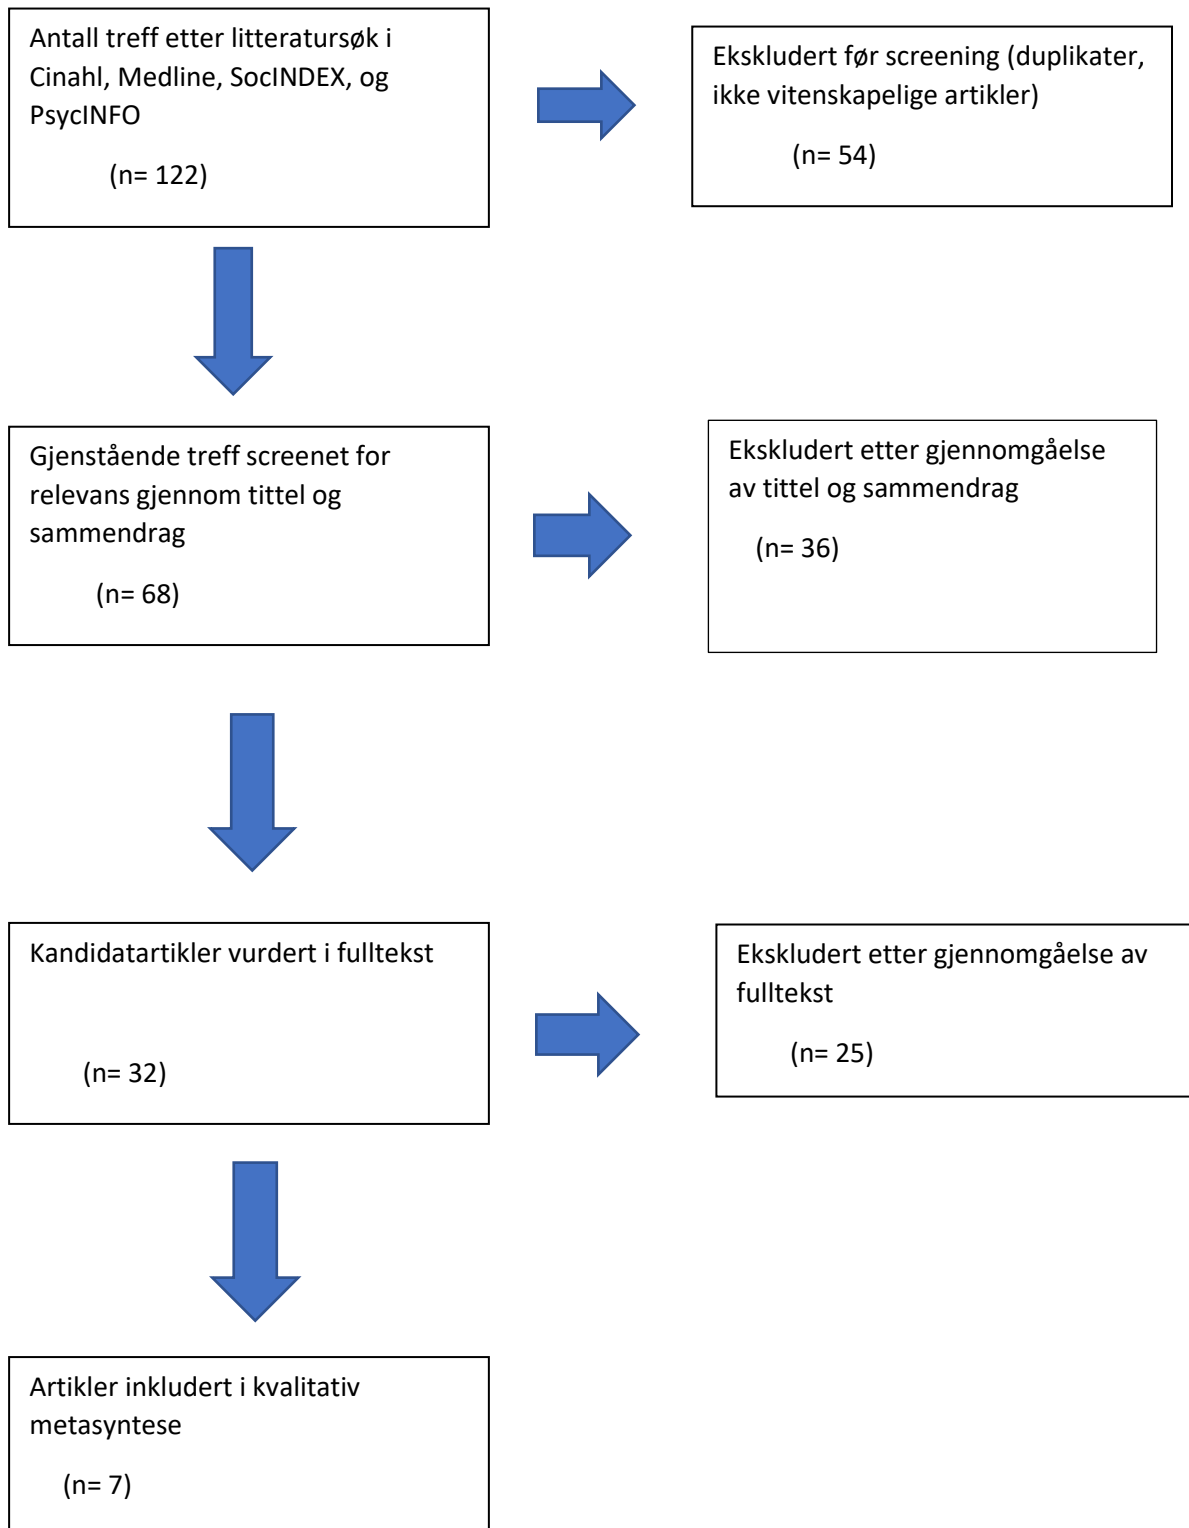 Antall treff etter litteratursøk i
Cinahl, Medline, SocINDEX, og
PsycINFO
(n= 122)
Ekskludert før screening (duplikater,
ikke vitenskapelige artikler)
(n= 54)
Gjenstående treff screenet for
relevans gjennom tittel og
sammendrag
(n= 68)
Ekskludert etter gjennomgåelse
av tittel og sammendrag
(n= 36)
Kandidatartikler vurdert i fulltekst
(n= 32)
Ekskludert etter gjennomgåelse av
fulltekst
(n= 25)
Artikler inkludert i kvalitativ
metasyntese
(n= 7)